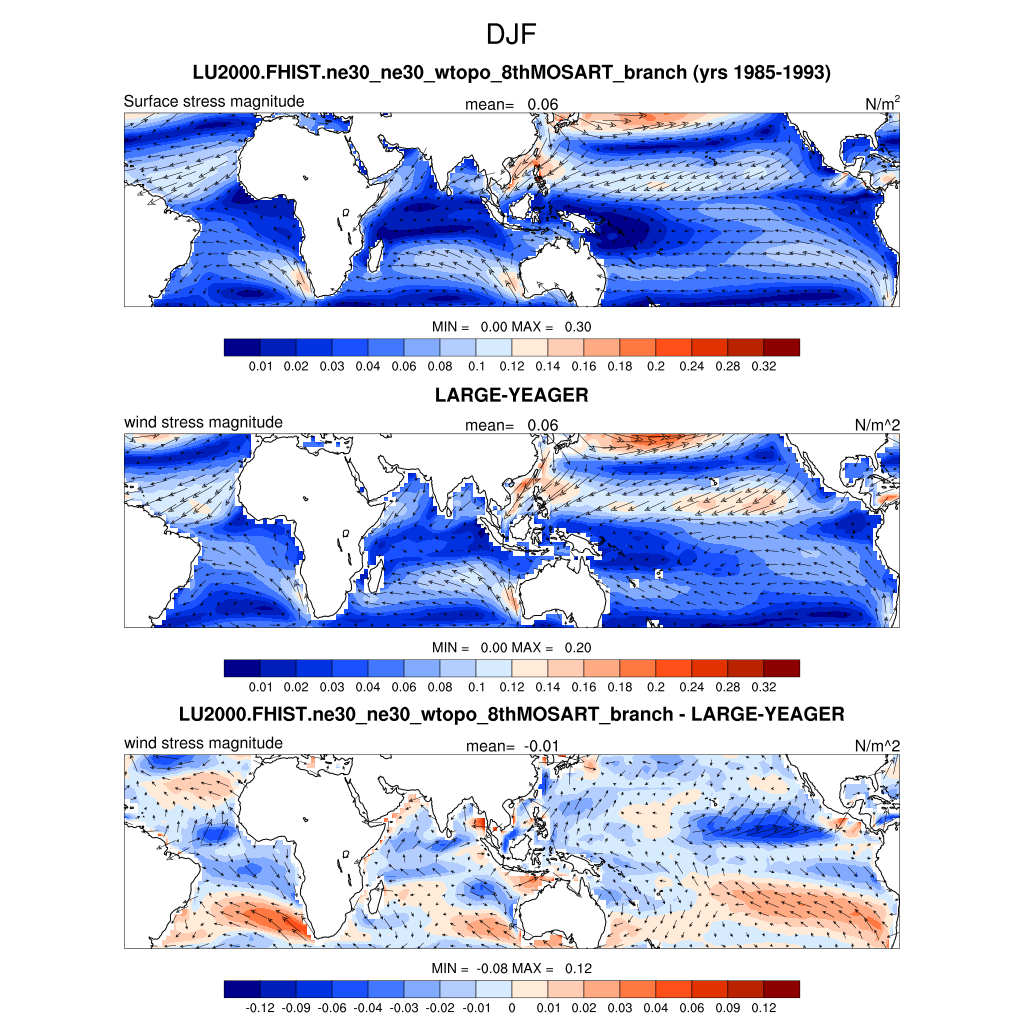 DJF
LU2000.FHIST.ne30_ne30_wtopo_8thMOSART_branch (yrs 1985-1993)
Surface stress magnitude mean= 0.06 N/m²
MIN = 0.00 MAX = 0.30
0.01 0.02 0.03 0.04 0.06 0.08 0.1 0.12 0.14 0.16 0.18 0.2 0.24 0.28 0.32
LARGE-YEAGER
wind stress magnitude mean= 0.06 N/m^2
MIN = 0.00 MAX = 0.20
0.01 0.02 0.03 0.04 0.06 0.08 0.1 0.12 0.14 0.16 0.18 0.2 0.24 0.28 0.32
LU2000.FHIST.ne30_ne30_wtopo_8thMOSART_branch - LARGE-YEAGER
wind stress magnitude mean= -0.01 N/m^2
MIN = -0.08 MAX = 0.12
-0.12 -0.09 -0.06 -0.04 -0.03 -0.02 -0.01 0 0.01 0.02 0.03 0.04 0.06 0.09 0.12